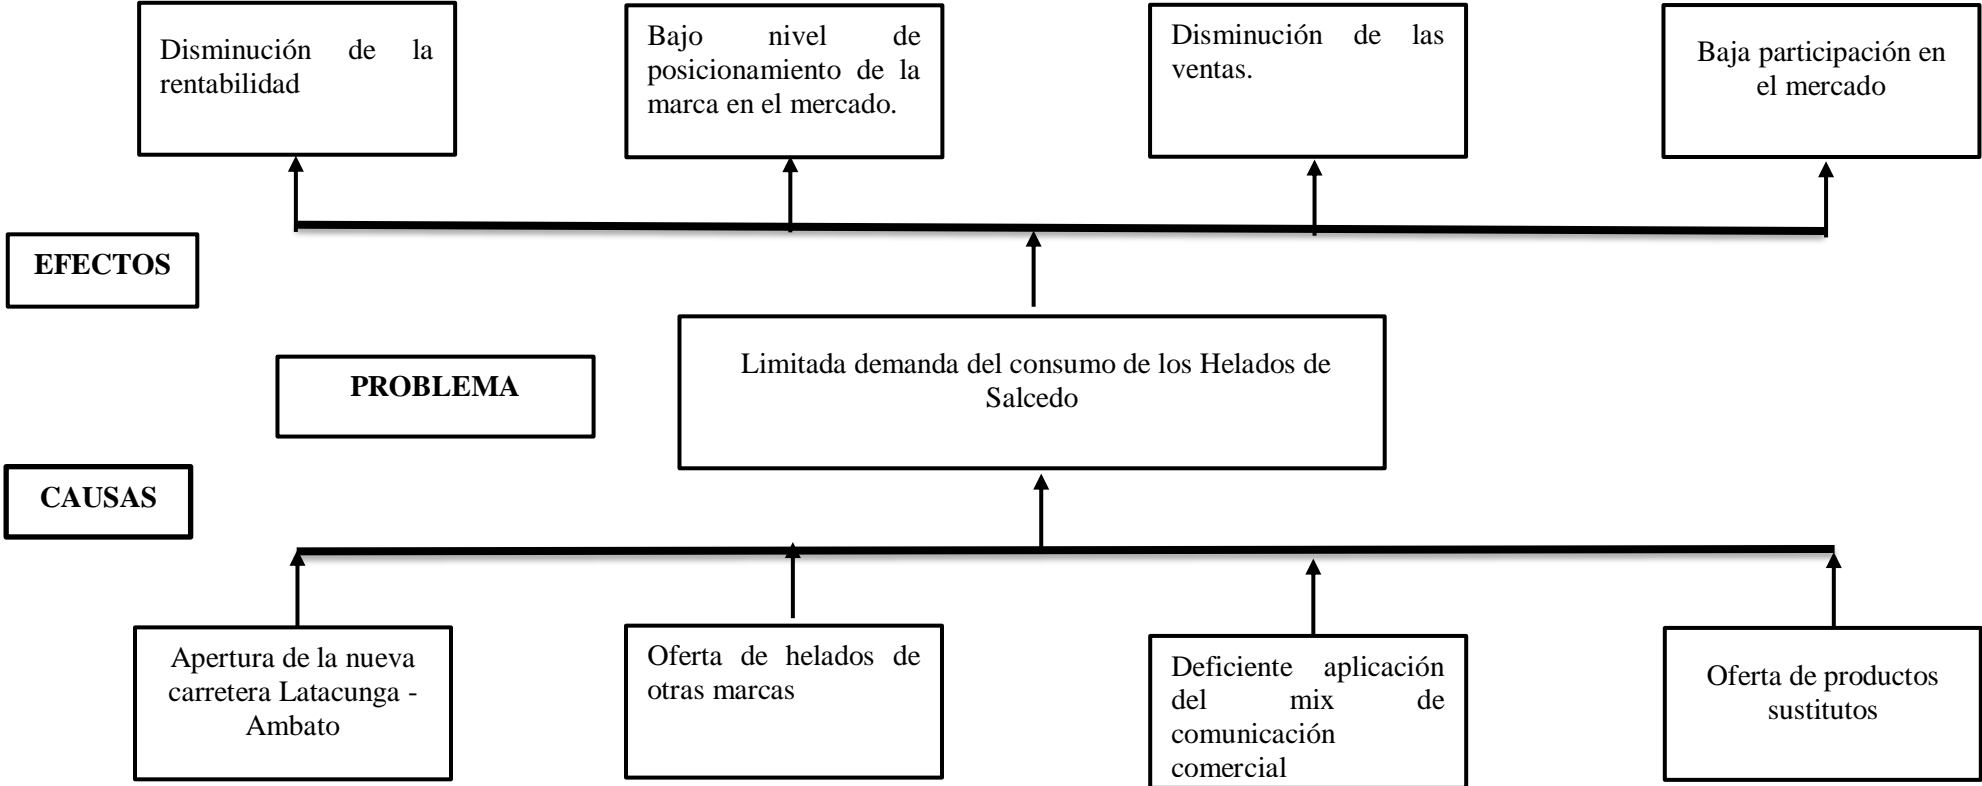 Disminución de la
rentabilidad
Bajo nivel de
posicionamiento de la
marca en el mercado.
Disminución de las
ventas.
Baja participación en
el mercado
EFECTOS
Limitada demanda del consumo de los Helados de
Salcedo
PROBLEMA
CAUSAS
Apertura de la nueva
carretera Latacunga -
Ambato
Oferta de helados de
otras marcas
Deficiente aplicación
del mix de
comunicación
comercial
Oferta de productos
sustitutos